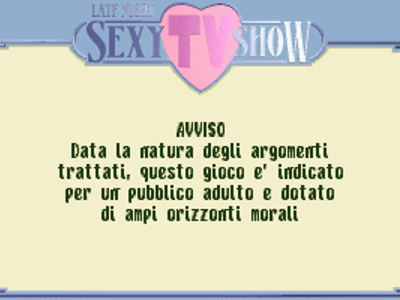 LATE NIGHT
SEXY TV SHOW
AVVISO
Data la natura degli argomenti
trattati, questo gioco e' indicato
per un pubblico adulto e dotato
di ampi orizzonti morali